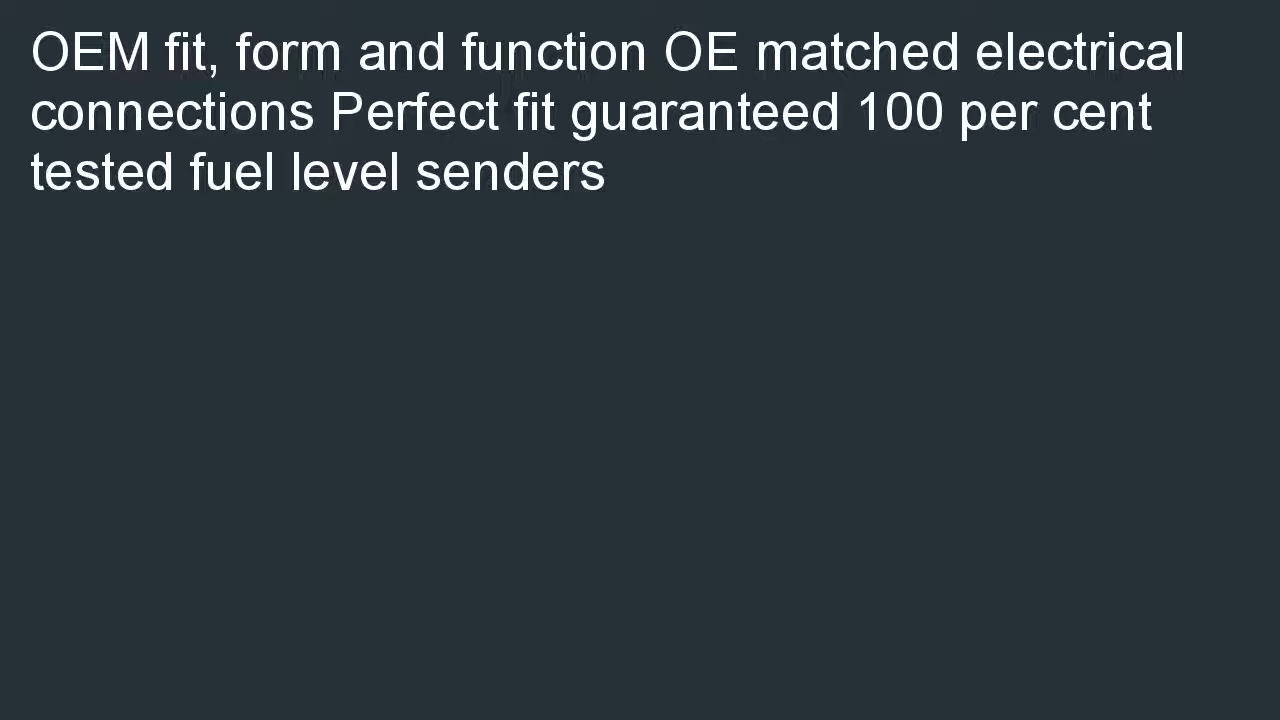 OEM fit, form and function OE matched electrical
connections Perfect fit guaranteed 100 per cent
tested fuel level senders